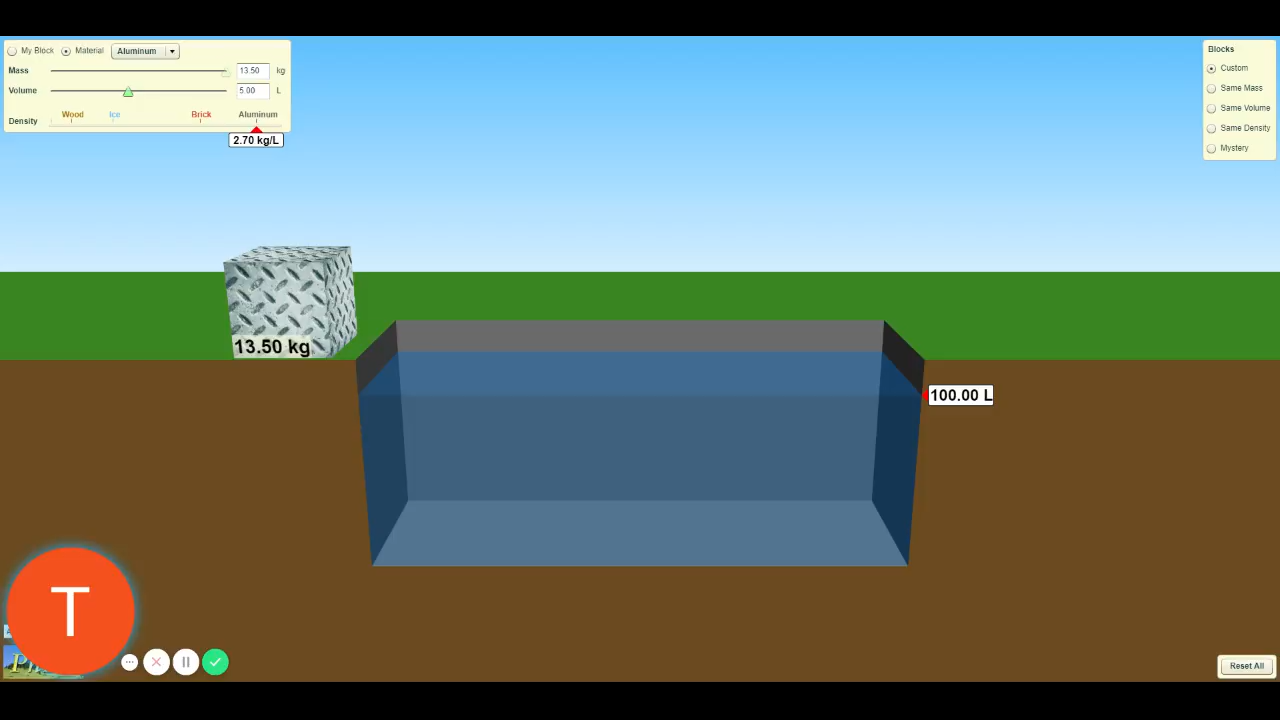 My Block Material Aluminum
Mass 13.50 kg
Volume 5.00 L
Wood Ice Brick Aluminum
Density
2.70 kg/L
Blocks
Custom
Same Mass
Same Volume
Same Density
Mystery
13.50 kg
100.00 L
T
Reset All